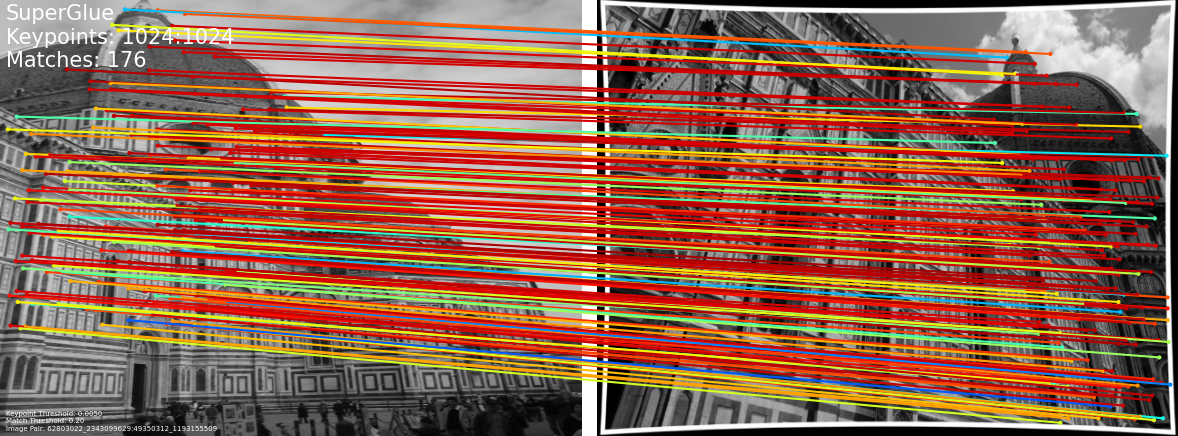 SuperGlue
Keypoints: 1024:1024
Matches: 176
Keypoint Threshold: 0.0050
Match Threshold: 0.20
Image Pair: 62803022_2343099629:49350312_1193155509